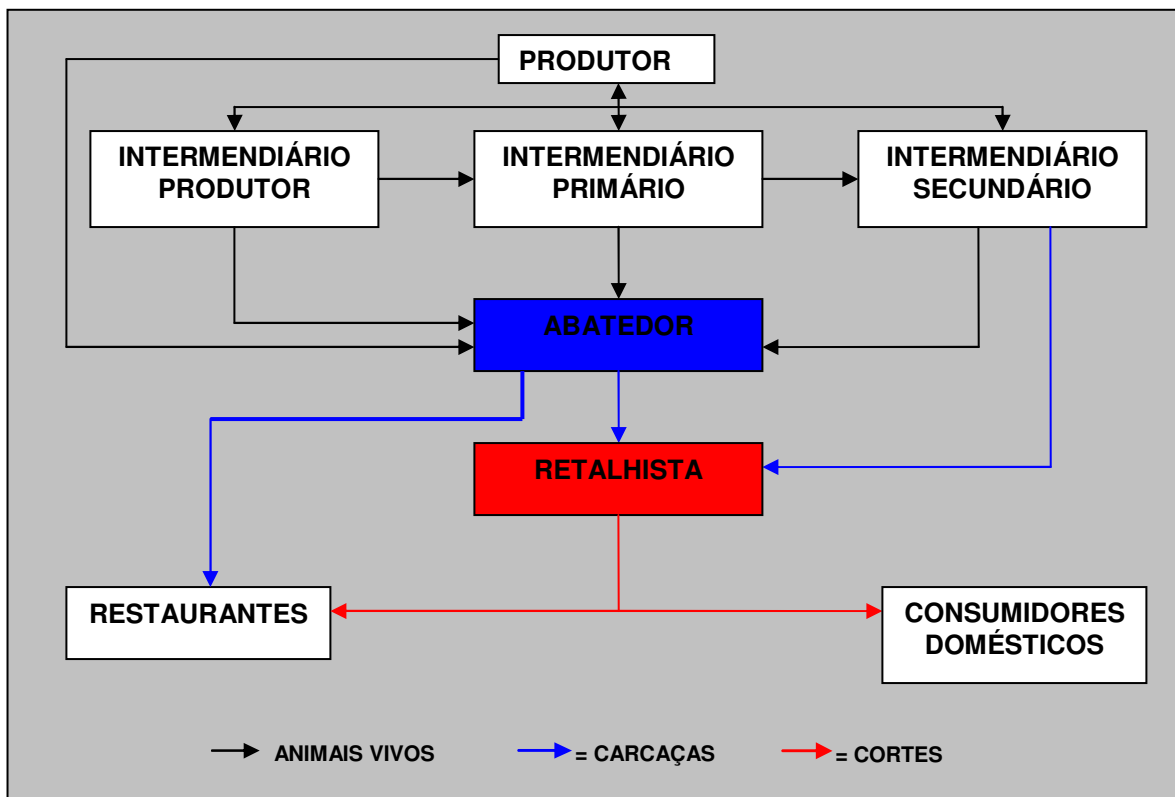 PRODUTOR
INTERMENDIÁRIO
PRODUTOR
INTERMENDIÁRIO
PRIMÁRIO
INTERMENDIÁRIO
SECUNDÁRIO
ABATEDOR
RETALHISTA
RESTAURANTES
CONSUMIDORES
DOMÉSTICOS
ANIMAIS VIVOS
= CARCAÇAS
= CORTES